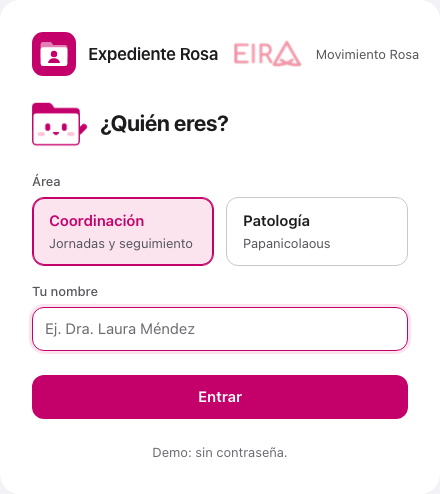 Expediente Rosa EIRA Movimiento Rosa
¿Quién eres?
Área
Coordinación
Jornadas y seguimiento
Patología
Papanicolaous
Tu nombre
Ej. Dra. Laura Méndez
Entrar
Demo: sin contraseña.